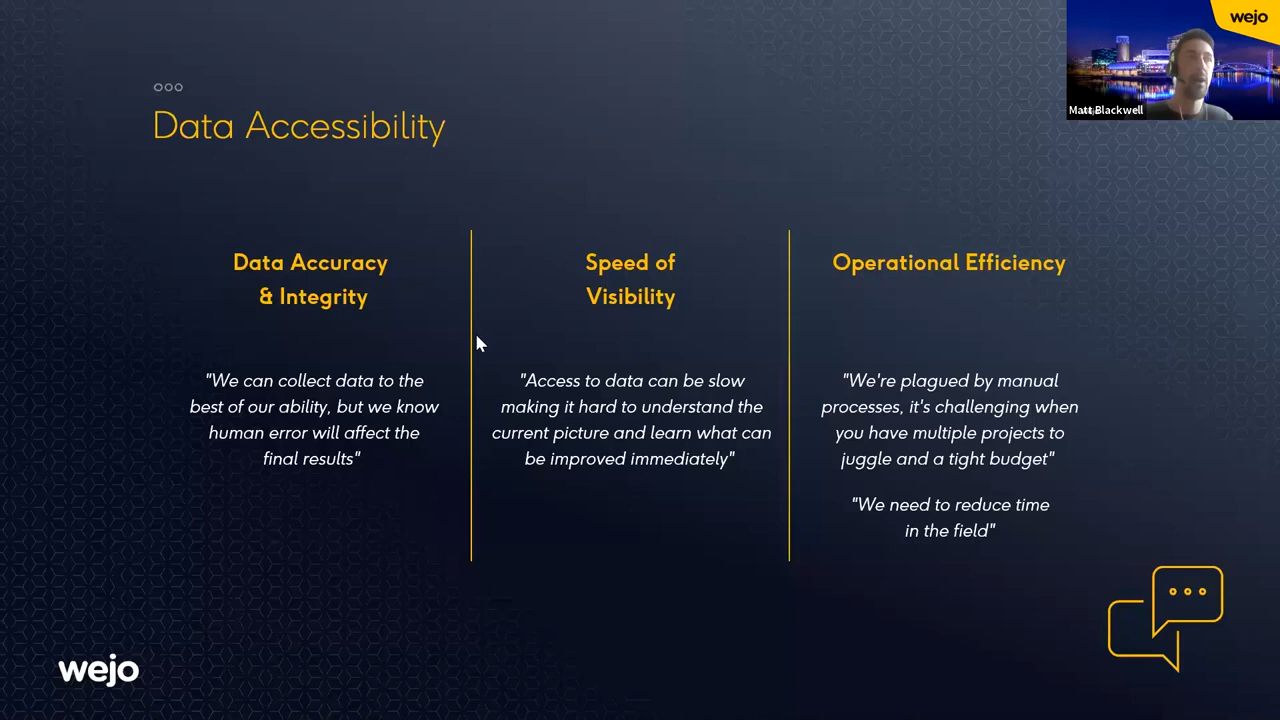 wejo
Matt Blackwell
Data Accessibility
Data Accuracy
& Integrity
"We can collect data to the
best of our ability, but we know
human error will affect the
final results"
Speed of
Visibility
"Access to data can be slow
making it hard to understand the
current picture and learn what can
be improved immediately"
Operational Efficiency
"We're plagued by manual
processes, it's challenging when
you have multiple projects to
juggle and a tight budget"
"We need to reduce time
in the field"
wejo